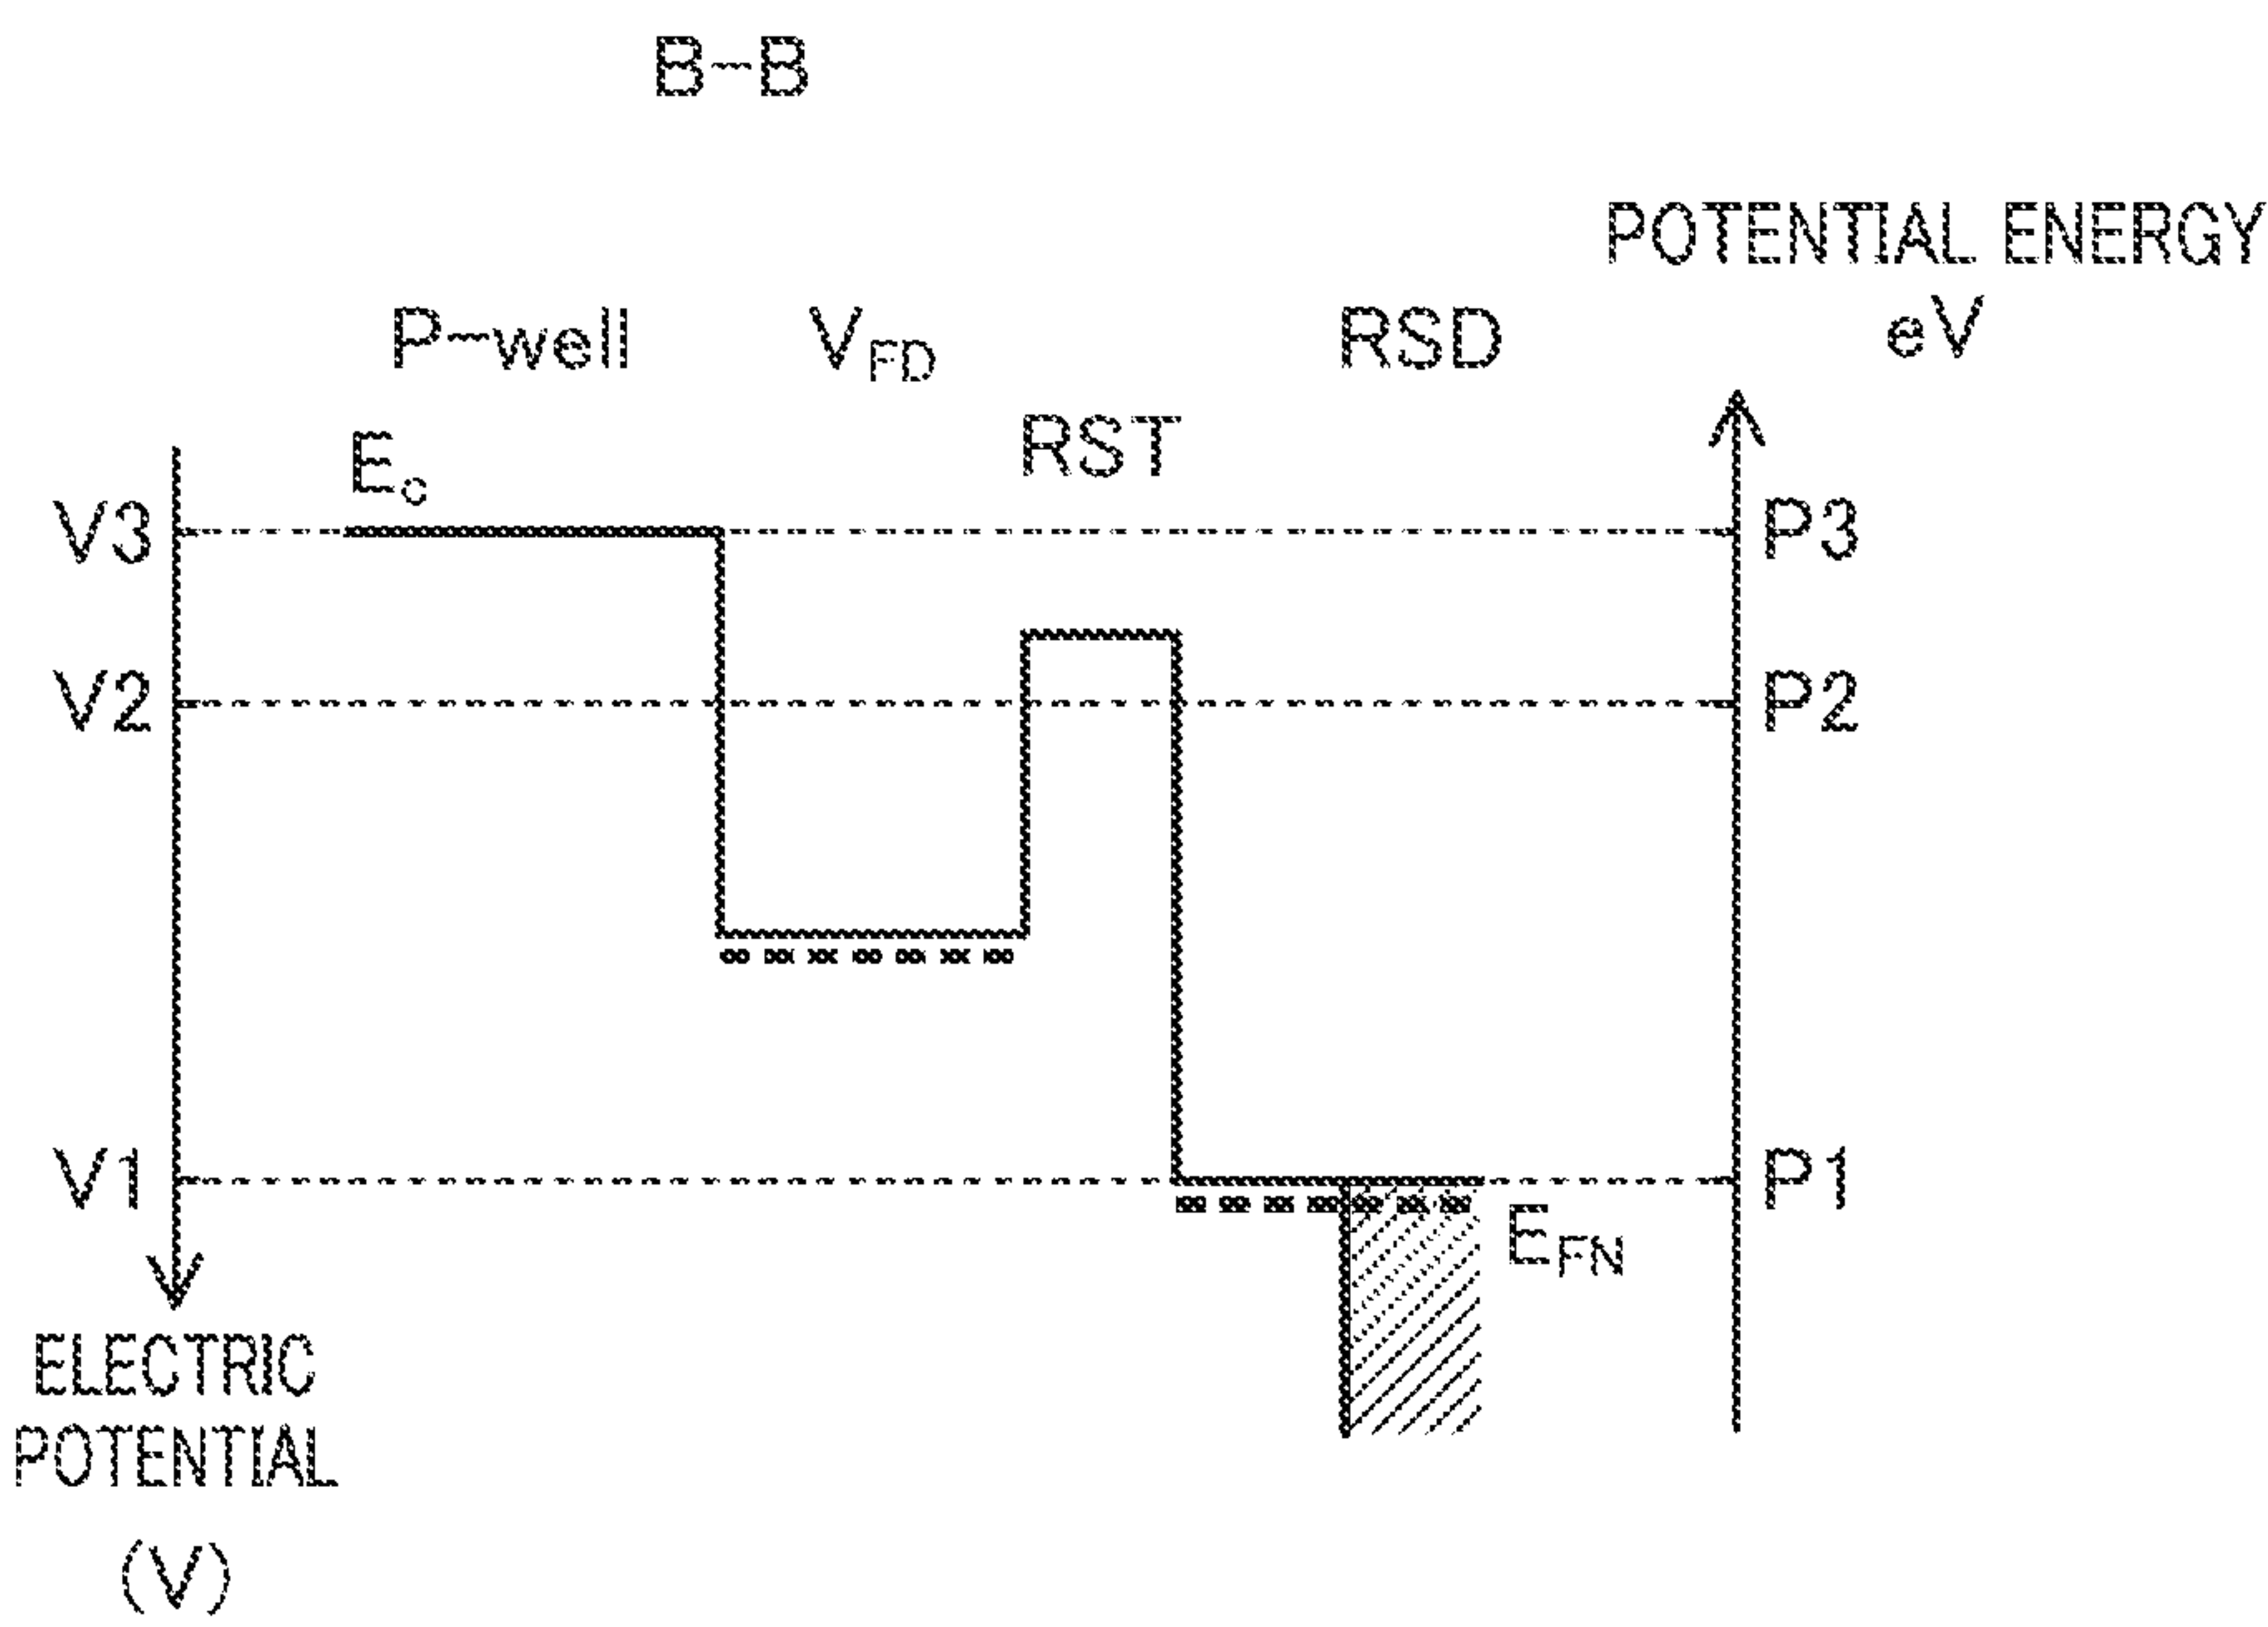 B-B
POTENTIAL ENERGY
eV
P-well
VFD
RSD
RST
Ec
V3
P3
V2
P2
V1
P1
EFN
ELECTRIC
POTENTIAL
(V)